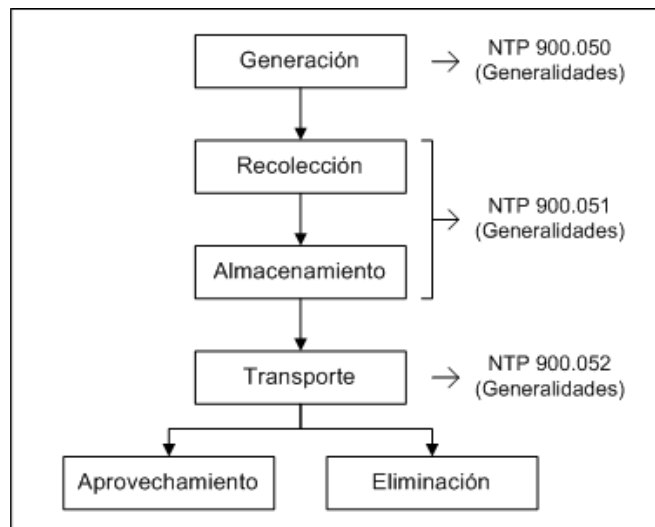 Generación
NTP 900.050
(Generalidades)
Recolección
NTP 900.051
(Generalidades)
Almacenamiento
Transporte
NTP 900.052
(Generalidades)
Aprovechamiento
Eliminación